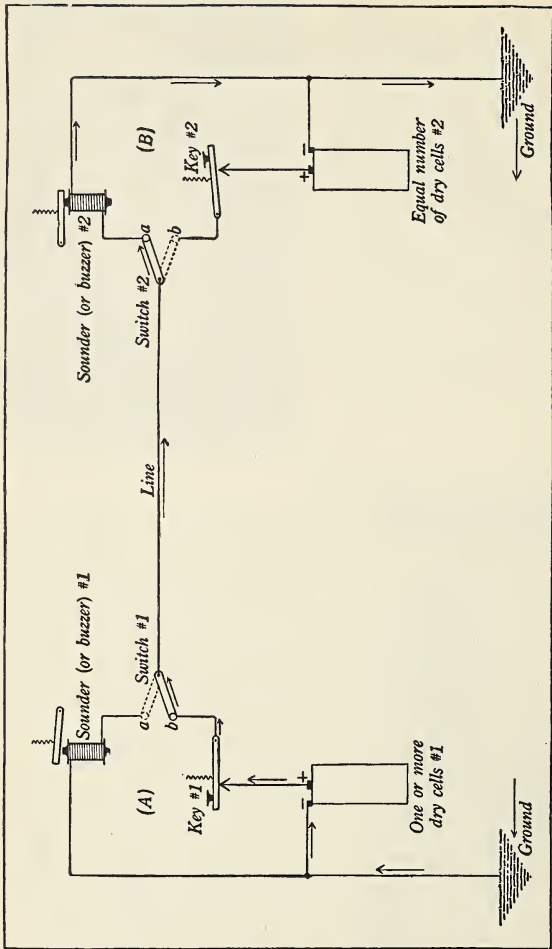 Sounder (or buzzer) #1
Sounder (or buzzer) #2
Switch #1
Switch #2
a
b
a
b
Line
(A)
(B)
Key #1
Key #2
- +
+ -
One or more
dry cells #1
Equal number
of dry cells #2
Ground
Ground